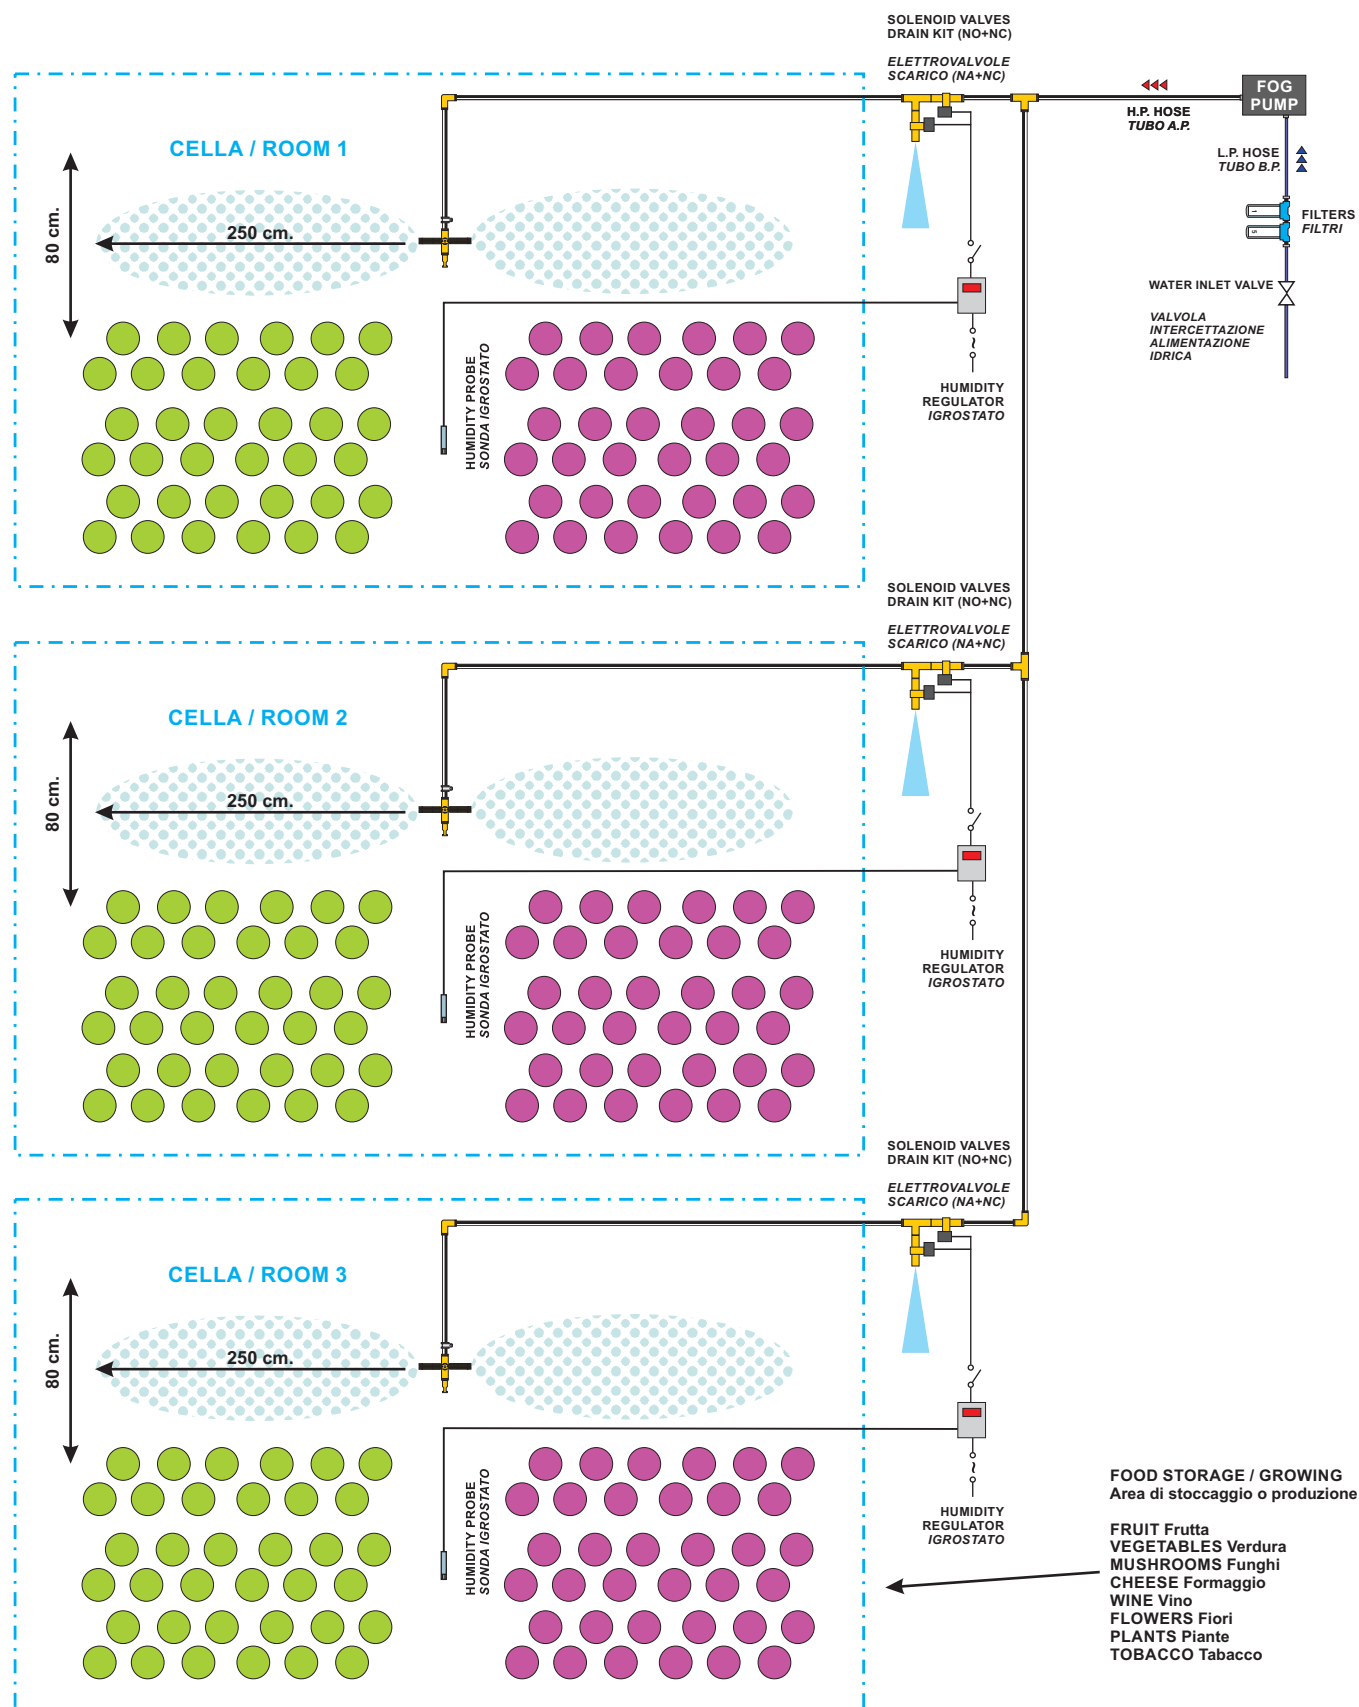 SOLENOID VALVES
DRAIN KIT (NO+NC)
ELETTROVALVOLE
SCARICO (NA+NC)
FOG
PUMP
H.P. HOSE
TUBO A.P.
L.P. HOSE
TUBO B.P.
1
5
FILTERS
FILTRI
WATER INLET VALVE
VALVOLA
INTERCETTAZIONE
ALIMENTAZIONE
IDRICA
CELLA / ROOM 1
80 cm.
250 cm.
HUMIDITY PROBE
SONDA IGROSTATO
HUMIDITY
REGULATOR
IGROSTATO
SOLENOID VALVES
DRAIN KIT (NO+NC)
ELETTROVALVOLE
SCARICO (NA+NC)
CELLA / ROOM 2
80 cm.
250 cm.
HUMIDITY PROBE
SONDA IGROSTATO
HUMIDITY
REGULATOR
IGROSTATO
SOLENOID VALVES
DRAIN KIT (NO+NC)
ELETTROVALVOLE
SCARICO (NA+NC)
CELLA / ROOM 3
80 cm.
250 cm.
HUMIDITY PROBE
SONDA IGROSTATO
HUMIDITY
REGULATOR
IGROSTATO
FOOD STORAGE / GROWING
Area di stoccaggio o produzione
FRUIT Frutta
VEGETABLES Verdura
MUSHROOMS Funghi
CHEESE Formaggio
WINE Vino
FLOWERS Fiori
PLANTS Piante
TOBACCO Tabacco